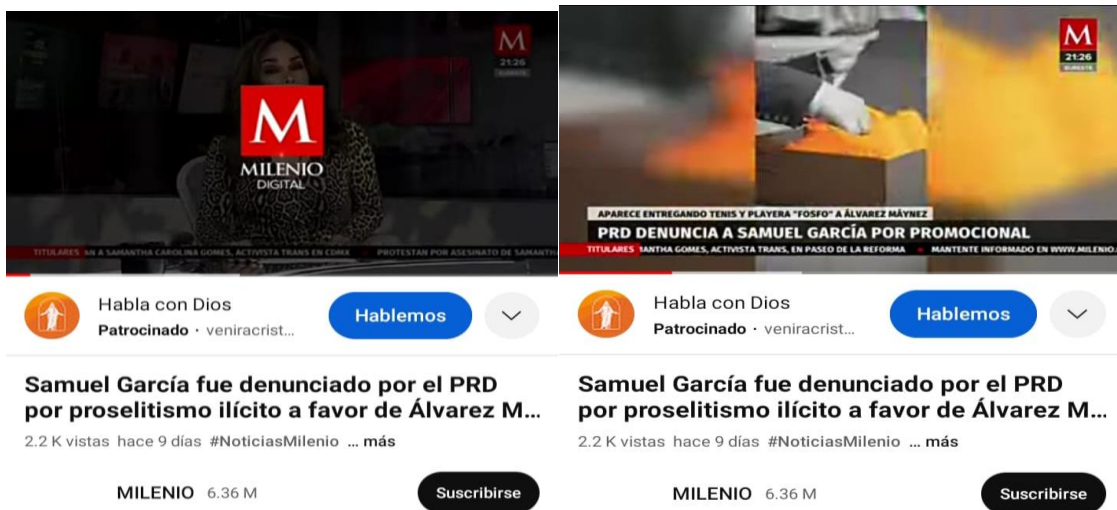 M
21:26
SURESTE
M
MILENIO
DIGITAL
TITULARES AN A SAMANTHA CAROLINA GOMES, ACTIVISTA TRANS EN CDMX PROTESTAN POR ASESINATO DE SAMANTH
Habla con Dios
Patrocinado · veniracrist...
Hablemos
Samuel García fue denunciado por el PRD
por proselitismo ilícito a favor de Álvarez M...
2.2 K vistas hace 9 días #NoticiasMilenio ... más
MILENIO 6.36 M
Suscribirse
M
21:26
SURESTE
APARECE ENTREGANDO TENIS Y PLAYERA "FOSFO" A ÁLVAREZ MÁYNEZ
PRD DENUNCIA A SAMUEL GARCÍA POR PROMOCIONAL
TITULARES MANTHA GOMES, ACTIVISTA TRANS, EN PASEO DE LA REFORMA MANTENTE INFORMADO EN WWW.MILENIO.
Habla con Dios
Patrocinado · veniracrist...
Hablemos
Samuel García fue denunciado por el PRD
por proselitismo ilícito a favor de Álvarez M...
2.2 K vistas hace 9 días #NoticiasMilenio ... más
MILENIO 6.36 M
Suscribirse